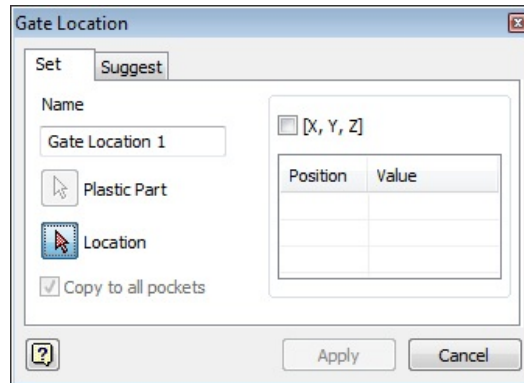 Gate Location
Set
Suggest
Name
Gate Location 1
Plastic Part
Location
Copy to all pockets
[X, Y, Z]
Position Value
?
Apply
Cancel